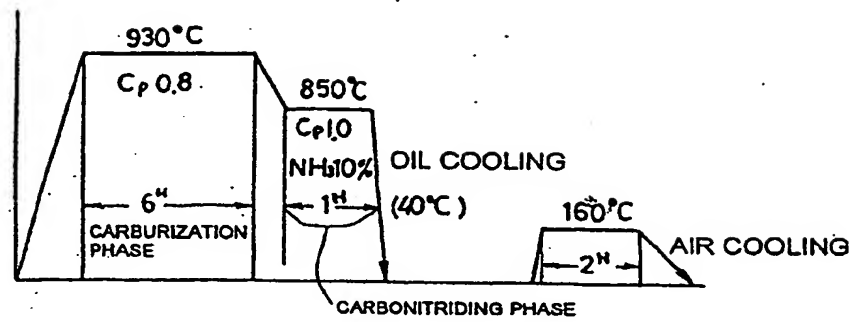 930°C
Cp 0.8
6H
CARBURIZATION
PHASE
850°C
Cp1.0
NH3 10%
1H
OIL COOLING
(40°C)
CARBONITRIDING PHASE
160°C
2H
AIR COOLING